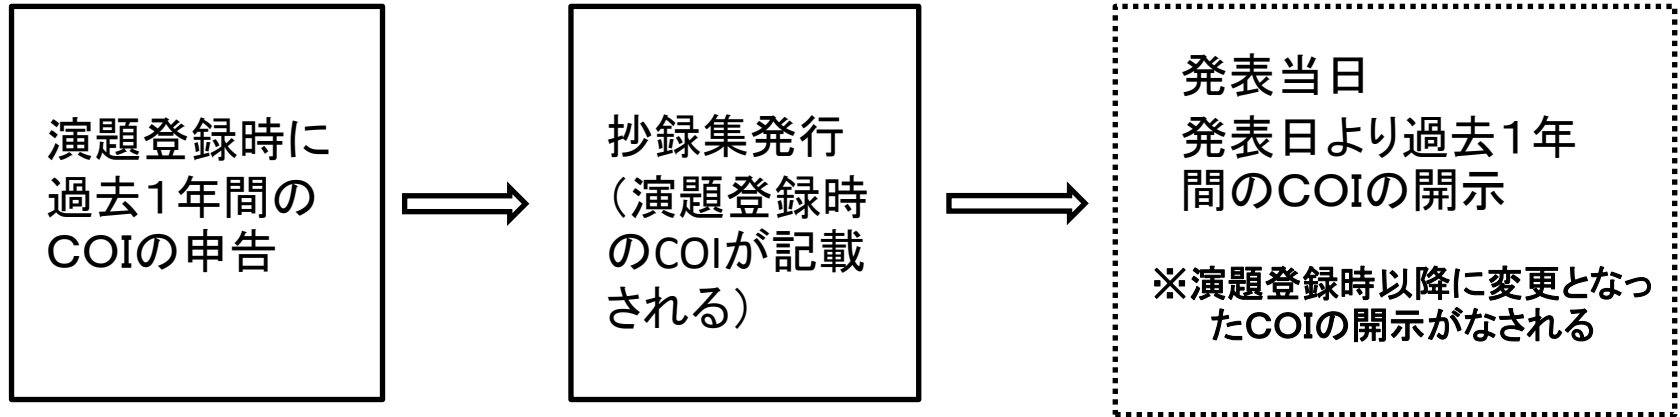 演題登録時に
過去１年間の
ＣＯＩの申告
抄録集発行
（演題登録時
のCOIが記載
される）
発表当日
発表日より過去１年
間のＣＯＩの開示
※演題登録時以降に変更となっ
たＣＯＩの開示がなされる